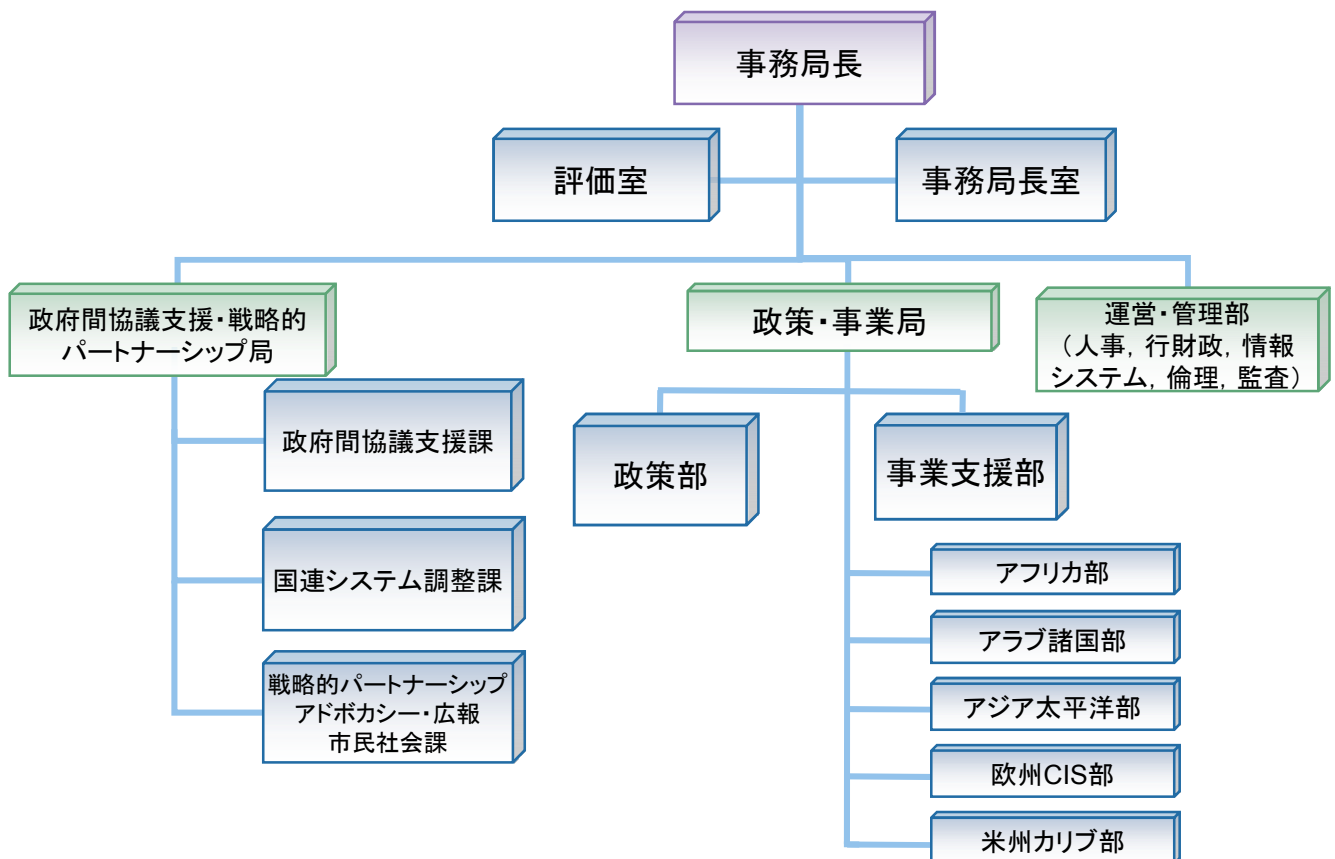 事務局長
評価室
事務局長室
政府間協議支援・戦略的
パートナーシップ局
政策・事業局
運営・管理部
（人事，行財政，情報
システム，倫理，監査）
政府間協議支援課
国連システム調整課
戦略的パートナーシップ
アドボカシー・広報
市民社会課
政策部
事業支援部
アフリカ部
アラブ諸国部
アジア太平洋部
欧州CIS部
米州カリブ部